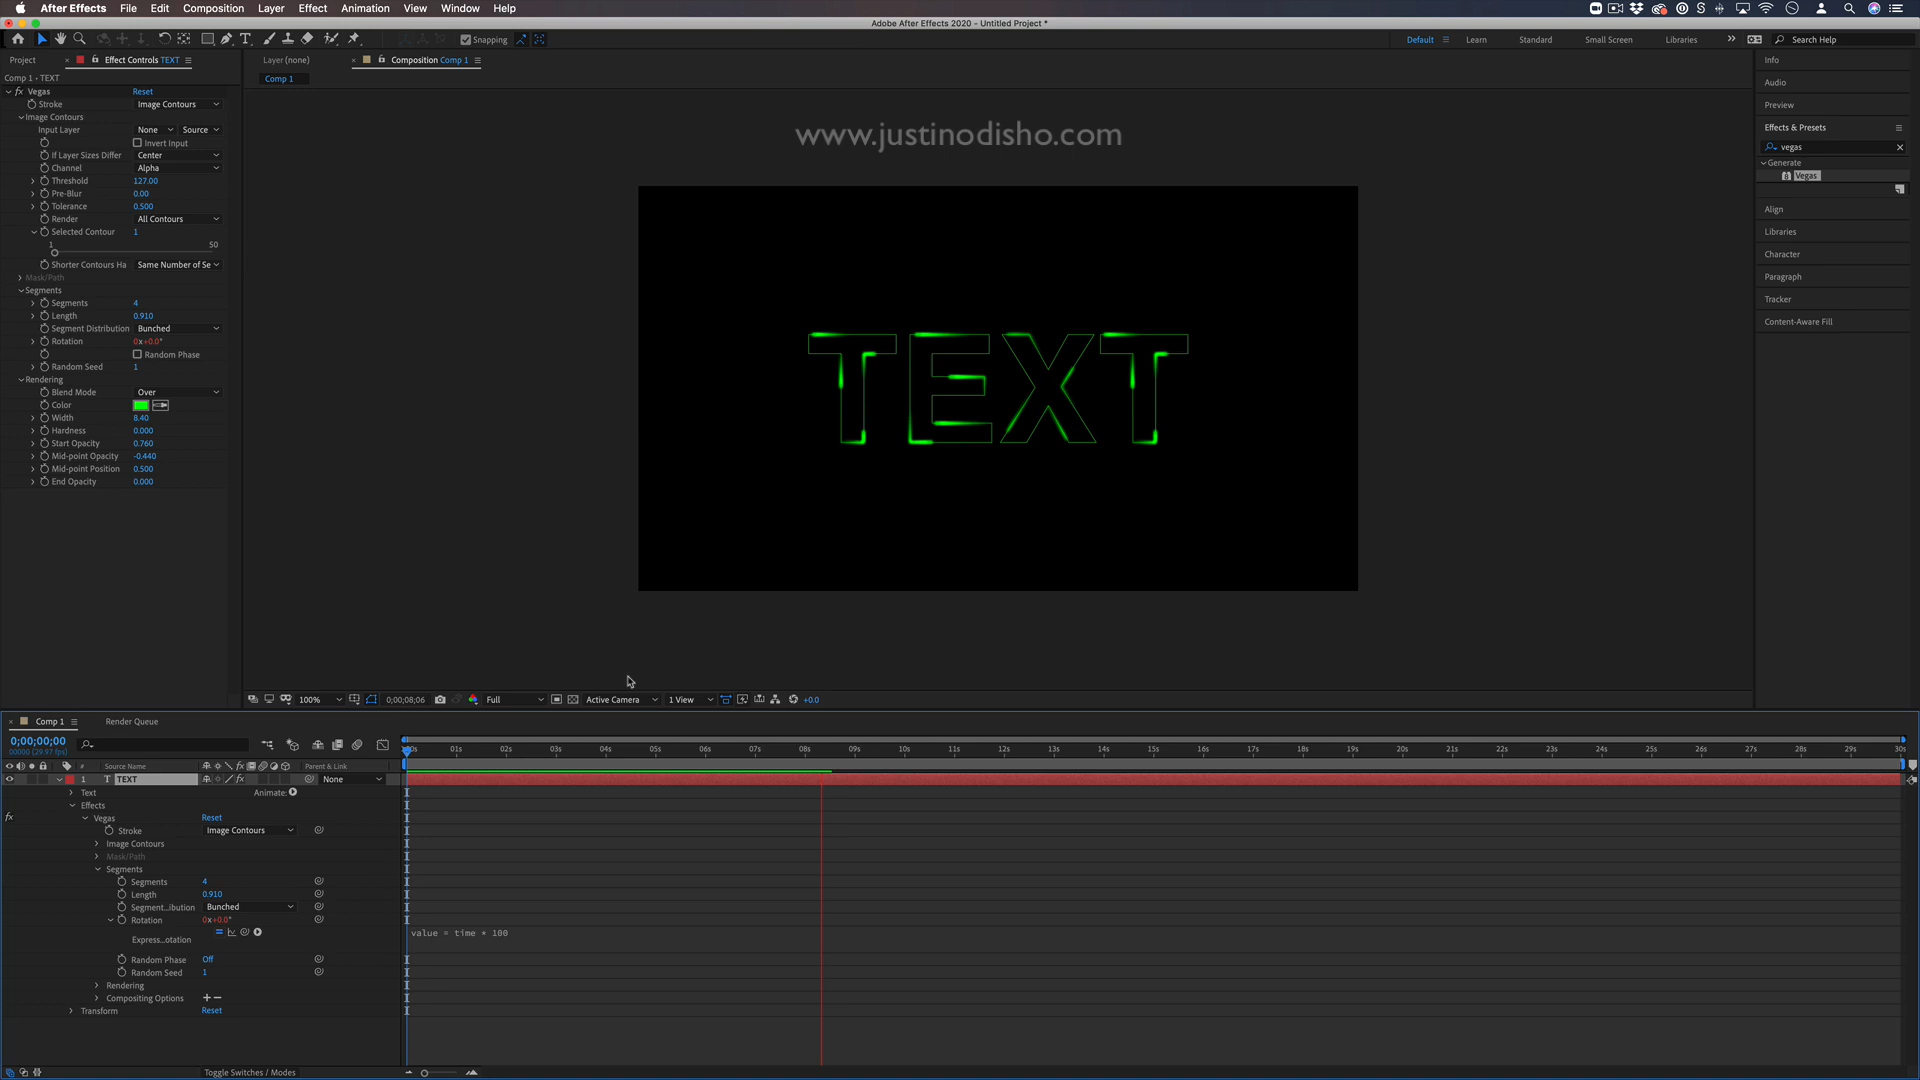 After Effects File Edit Composition Layer Effect Animation View Window Help
Adobe After Effects 2020 - Untitled Project *
Snapping
Default Learn Standard Small Screen Libraries Search Help
Project Effect Controls TEXT
Comp 1 • TEXT
Layer (none)
Composition Comp 1
Comp 1
fx Vegas Reset
Stroke Image Contours
Image Contours
Input Layer None Source
Invert Input
If Layer Sizes Differ Center
Channel Alpha
Threshold 127.00
Pre-Blur 0.00
Tolerance 0.500
Render All Contours
Selected Contour 1
1 50
Shorter Contours Ha Same Number of Se
Mask/Path
Segments
Segments 4
Length 0.910
Segment Distribution Bunched
Rotation 0x+0.0°
Random Phase
Random Seed 1
Rendering
Blend Mode Over
Color
Width 8.40
Hardness 0.000
Start Opacity 0.760
Mid-point Opacity -0.440
Mid-point Position 0.500
End Opacity 0.000
www.justinodisho.com
TEXT
Info
Audio
Preview
Effects & Presets
vegas
Generate
Vegas
Align
Libraries
Character
Paragraph
Tracker
Content-Aware Fill
100% 0;00;08;06 Full Active Camera 1 View +0.0
Comp 1 Render Queue
0;00;00;00
00000 (29.97 fps)
:00s 01s 02s 03s 04s 05s 06s 07s 08s 09s 10s 11s 12s 13s 14s 15s 16s 17s 18s 19s 20s 21s 22s 23s 24s 25s 26s 27s 28s 29s 30s
# Source Name fx Parent & Link
1 T TEXT fx None
Text Animate:
Effects
fx Vegas Reset
Stroke Image Contours
Image Contours
Mask/Path
Segments
Segments 4
Length 0.910
Segment...ibution Bunched
Rotation 0x+0.0°
Express...otation
value = time * 100
Random Phase Off
Random Seed 1
Rendering
Compositing Options
Transform Reset
Toggle Switches / Modes